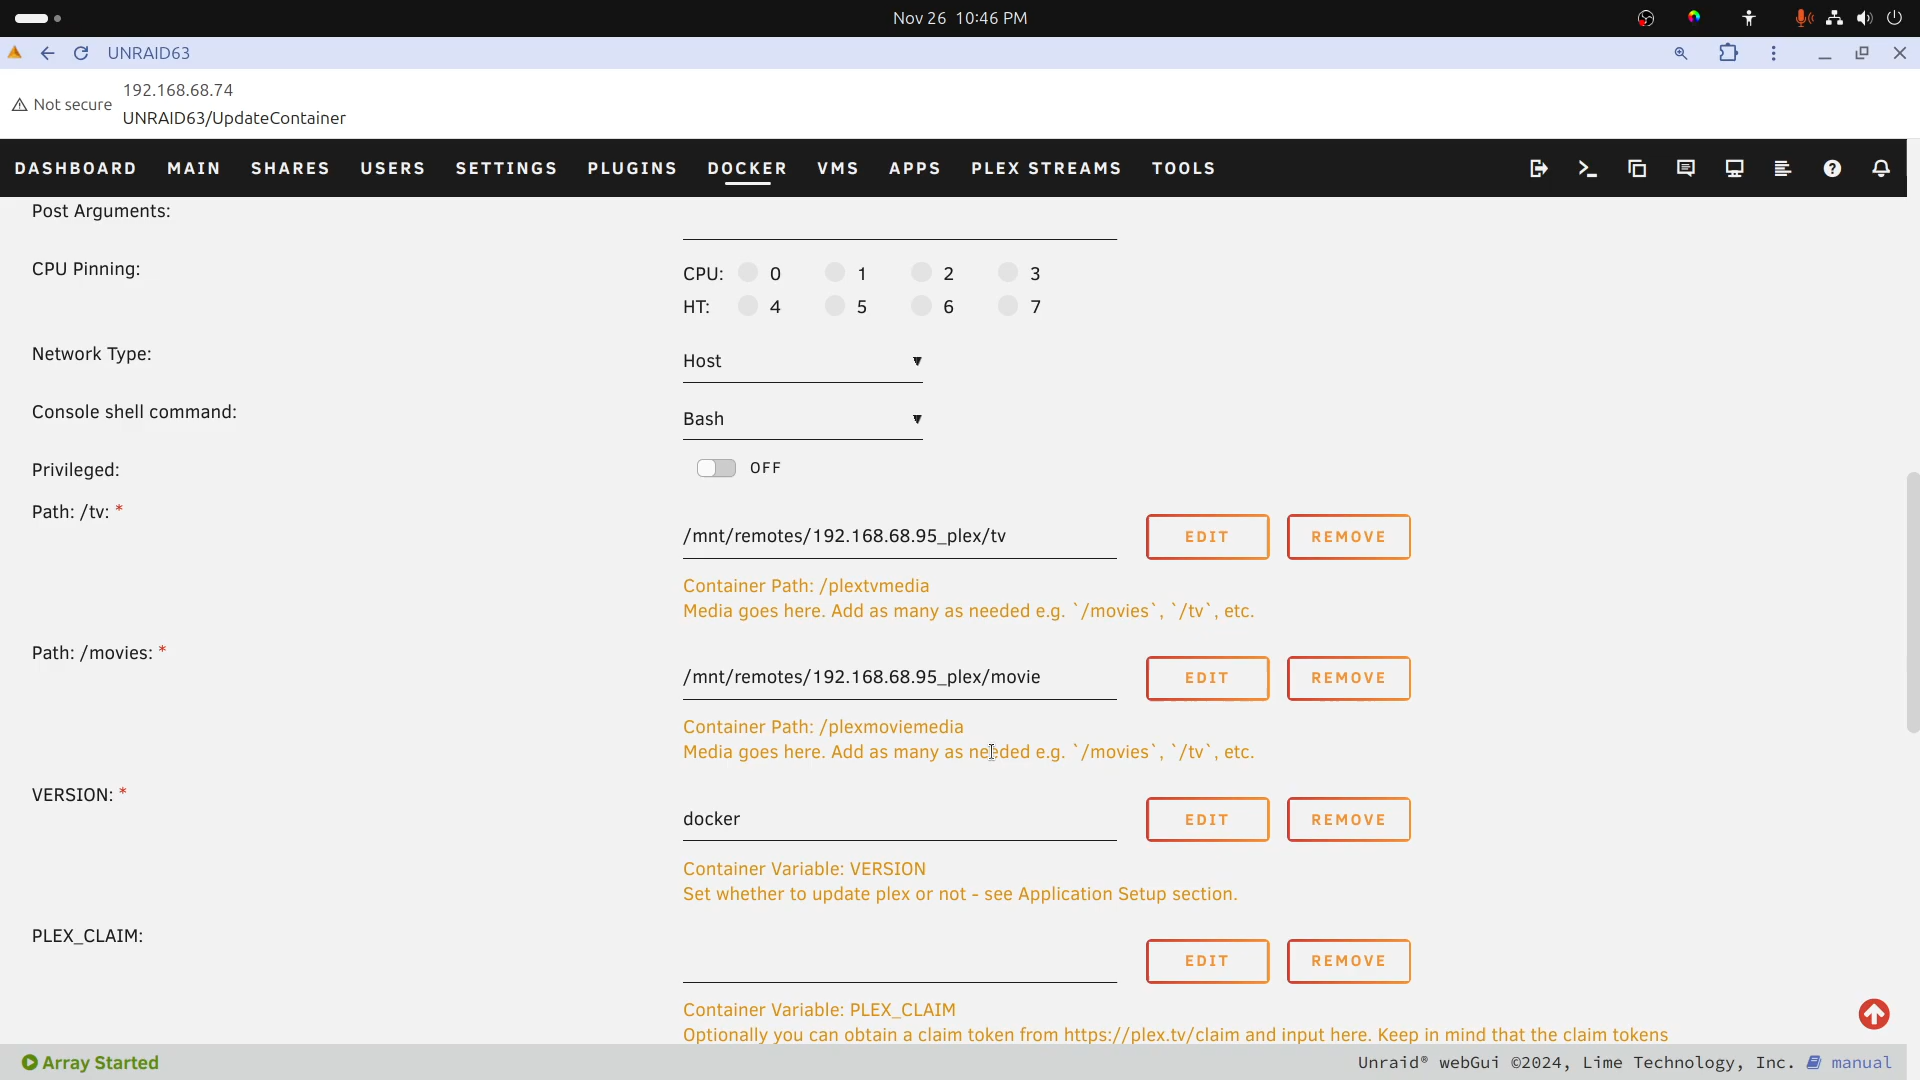 Nov 26 10:46 PM
UNRAID63
Not secure
192.168.68.74
UNRAID63/UpdateContainer
DASHBOARD MAIN SHARES USERS SETTINGS PLUGINS DOCKER VMS APPS PLEX STREAMS TOOLS
Post Arguments:
CPU Pinning:
CPU: 0 1 2 3
HT: 4 5 6 7
Network Type:
Host
Console shell command:
Bash
Privileged:
OFF
Path: /tv: *
/mnt/remotes/192.168.68.95_plex/tv
EDIT REMOVE
Container Path: /plextvmedia
Media goes here. Add as many as needed e.g. `/movies`, `/tv`, etc.
Path: /movies: *
/mnt/remotes/192.168.68.95_plex/movie
EDIT REMOVE
Container Path: /plexmoviemedia
Media goes here. Add as many as needed e.g. `/movies`, `/tv`, etc.
VERSION: *
docker
EDIT REMOVE
Container Variable: VERSION
Set whether to update plex or not - see Application Setup section.
PLEX_CLAIM:
EDIT REMOVE
Container Variable: PLEX_CLAIM
Optionally you can obtain a claim token from https://plex.tv/claim and input here. Keep in mind that the claim tokens
Array Started
Unraid® webGui ©2024, Lime Technology, Inc. manual